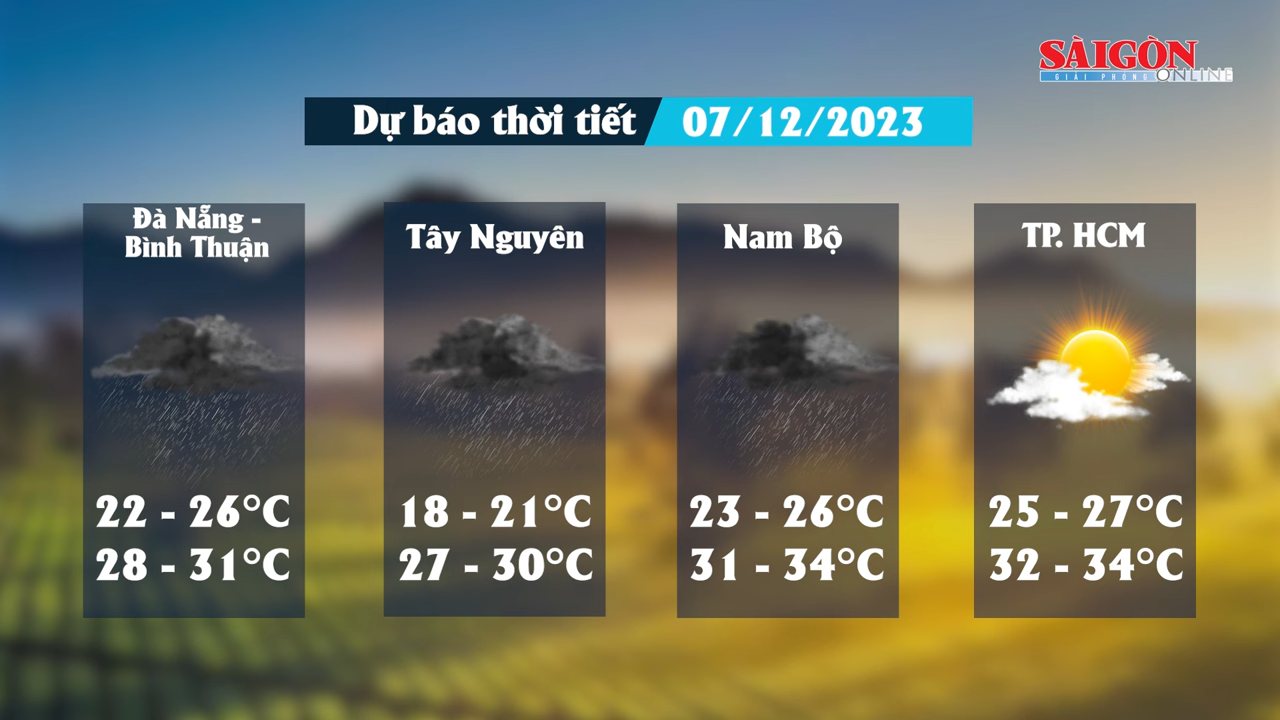 SÀIGÒN
GIẢI PHÓNG ONLINE
Dự báo thời tiết 07/12/2023
Đà Nẵng -
Bình Thuận
22 - 26°C
28 - 31°C
Tây Nguyên
18 - 21°C
27 - 30°C
Nam Bộ
23 - 26°C
31 - 34°C
TP. HCM
25 - 27°C
32 - 34°C